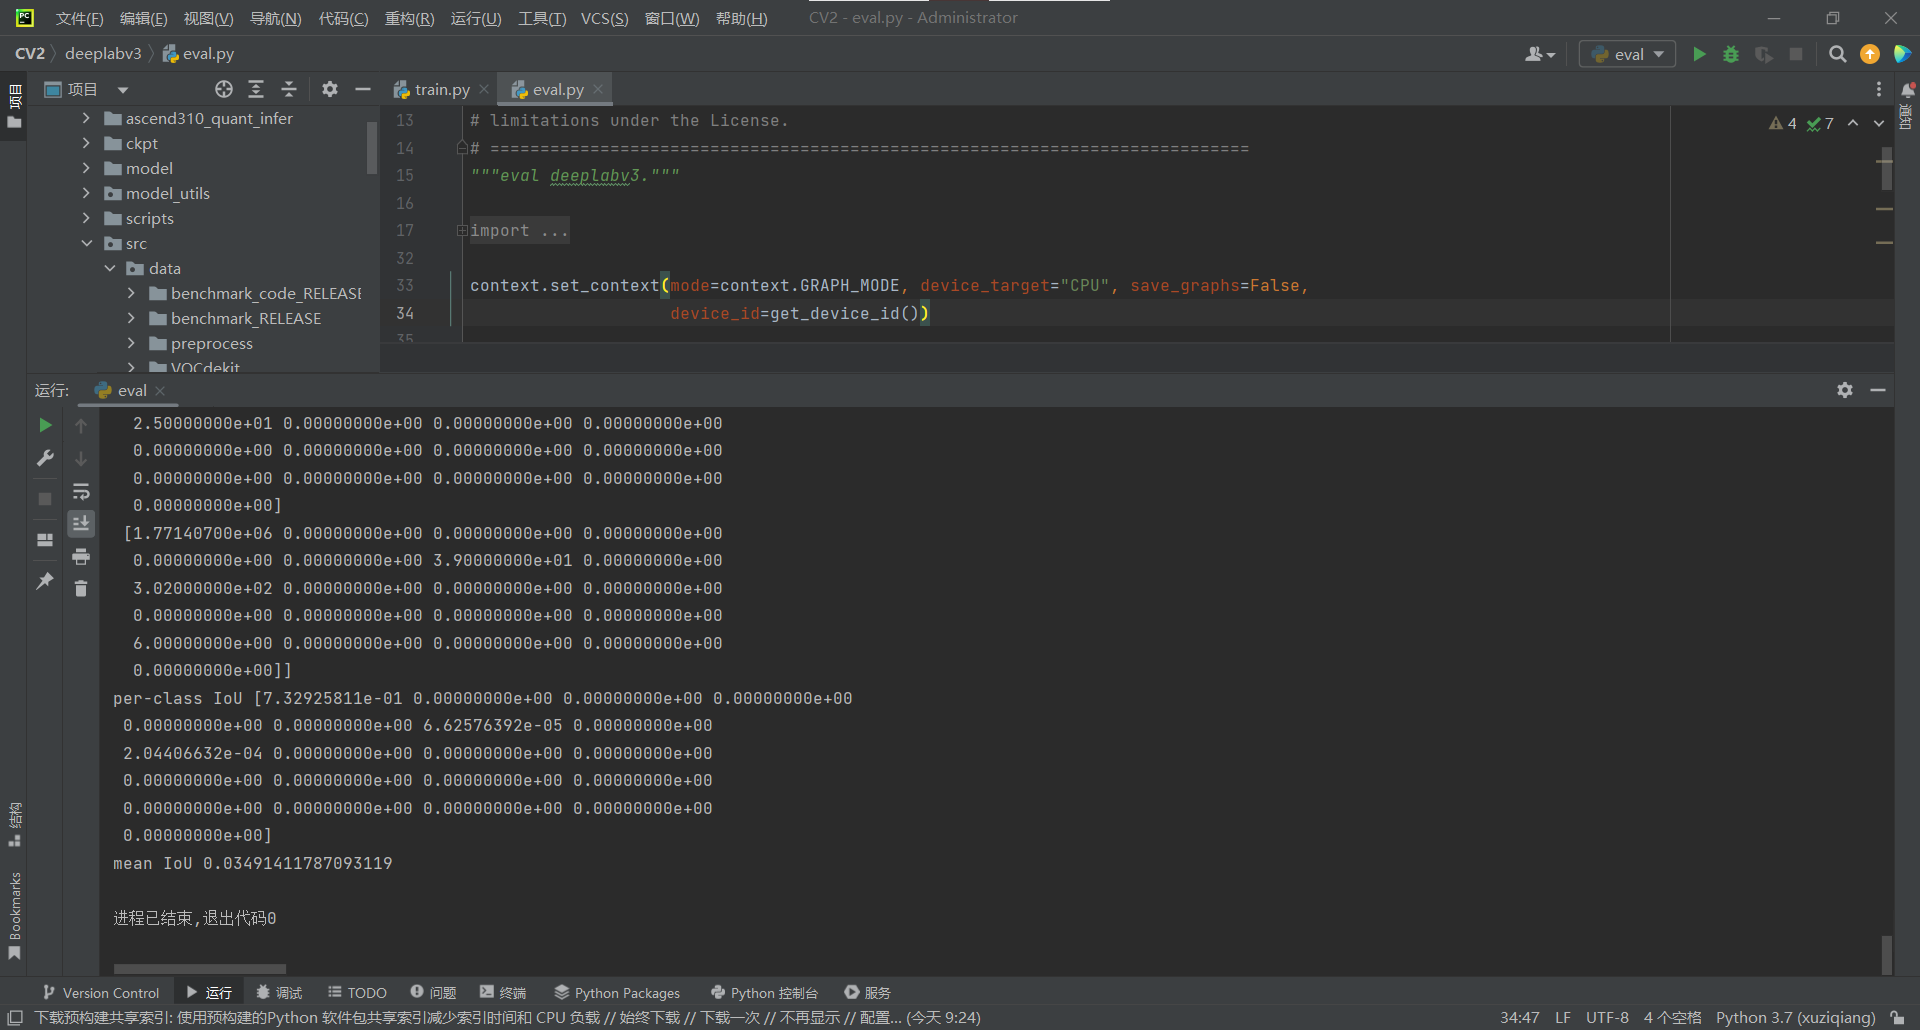 PC 文件(F) 编辑(E) 视图(V) 导航(N) 代码(C) 重构(R) 运行(U) 工具(T) VCS(S) 窗口(W) 帮助(H) CV2 - eval.py - Administrator
CV2 deeplabv3 eval.py eval
项目
项目
train.py eval.py
通知
ascend310_quant_infer
ckpt
model
model_utils
scripts
src
data
benchmark_code_RELEASE
benchmark_RELEASE
preprocess
VOCdekit
4 7
13 # limitations under the License.
14 # ============================================================================
15 """eval deeplabv3."""
16
17 import ...
32
33 context.set_context(mode=context.GRAPH_MODE, device_target="CPU", save_graphs=False,
34 device_id=get_device_id())
35
运行: eval
2.50000000e+01 0.00000000e+00 0.00000000e+00 0.00000000e+00
0.00000000e+00 0.00000000e+00 0.00000000e+00 0.00000000e+00
0.00000000e+00 0.00000000e+00 0.00000000e+00 0.00000000e+00
0.00000000e+00]
[1.77140700e+06 0.00000000e+00 0.00000000e+00 0.00000000e+00
0.00000000e+00 0.00000000e+00 3.90000000e+01 0.00000000e+00
3.02000000e+02 0.00000000e+00 0.00000000e+00 0.00000000e+00
0.00000000e+00 0.00000000e+00 0.00000000e+00 0.00000000e+00
6.00000000e+00 0.00000000e+00 0.00000000e+00 0.00000000e+00
0.00000000e+00]]
per-class IoU [7.32925811e-01 0.00000000e+00 0.00000000e+00 0.00000000e+00
0.00000000e+00 0.00000000e+00 6.62576392e-05 0.00000000e+00
2.04406632e-04 0.00000000e+00 0.00000000e+00 0.00000000e+00
0.00000000e+00 0.00000000e+00 0.00000000e+00 0.00000000e+00
0.00000000e+00 0.00000000e+00 0.00000000e+00 0.00000000e+00
0.00000000e+00]
mean IoU 0.03491411787093119
进程已结束,退出代码0
结构
Bookmarks
Version Control 运行 调试 TODO 问题 终端 Python Packages Python 控制台 服务
下载预构建共享索引: 使用预构建的Python 软件包共享索引减少索引时间和 CPU 负载 // 始终下载 // 下载一次 // 不再显示 // 配置... (今天 9:24) 34:47 LF UTF-8 4 个空格 Python 3.7 (xuziqiang)